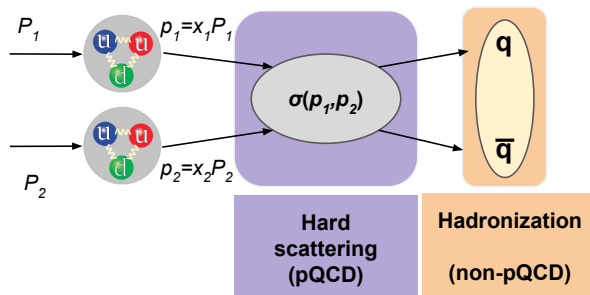 P₁
p₁=x₁P₁
u u
d
σ(p₁,p₂)
q
q̅
P₂
p₂=x₂P₂
u u
d
Hard
scattering
(pQCD)
Hadronization
(non-pQCD)